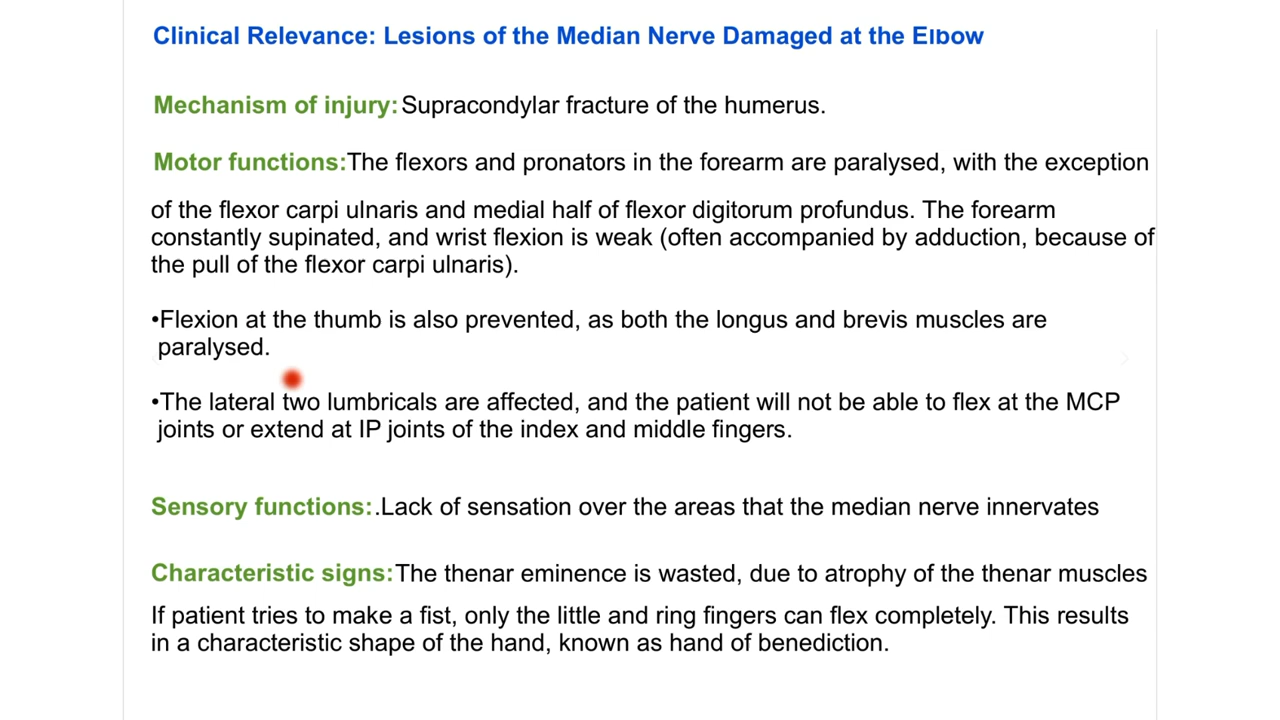 Clinical Relevance: Lesions of the Median Nerve Damaged at the Elbow
Mechanism of injury: Supracondylar fracture of the humerus.
Motor functions: The flexors and pronators in the forearm are paralysed, with the exception
of the flexor carpi ulnaris and medial half of flexor digitorum profundus. The forearm
constantly supinated, and wrist flexion is weak (often accompanied by adduction, because of
the pull of the flexor carpi ulnaris).
•Flexion at the thumb is also prevented, as both the longus and brevis muscles are
paralysed.
•The lateral two lumbricals are affected, and the patient will not be able to flex at the MCP
joints or extend at IP joints of the index and middle fingers.
Sensory functions:.Lack of sensation over the areas that the median nerve innervates
Characteristic signs:The thenar eminence is wasted, due to atrophy of the thenar muscles
If patient tries to make a fist, only the little and ring fingers can flex completely. This results
in a characteristic shape of the hand, known as hand of benediction.